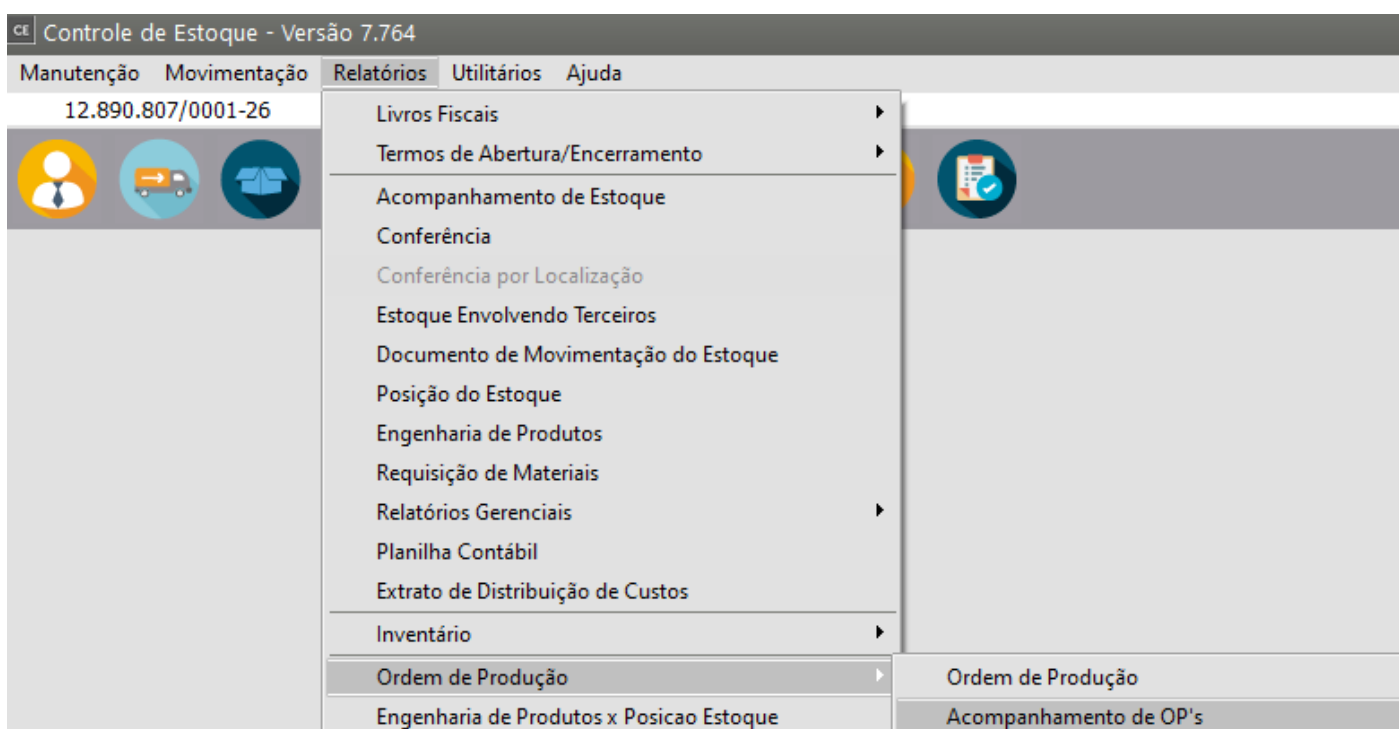 CE Controle de Estoque - Versão 7.764
Manutenção Movimentação Relatórios Utilitários Ajuda
12.890.807/0001-26
Livros Fiscais
Termos de Abertura/Encerramento
Acompanhamento de Estoque
Conferência
Conferência por Localização
Estoque Envolvendo Terceiros
Documento de Movimentação do Estoque
Posição do Estoque
Engenharia de Produtos
Requisição de Materiais
Relatórios Gerenciais
Planilha Contábil
Extrato de Distribuição de Custos
Inventário
Ordem de Produção Ordem de Produção
Engenharia de Produtos x Posicao Estoque Acompanhamento de OP's